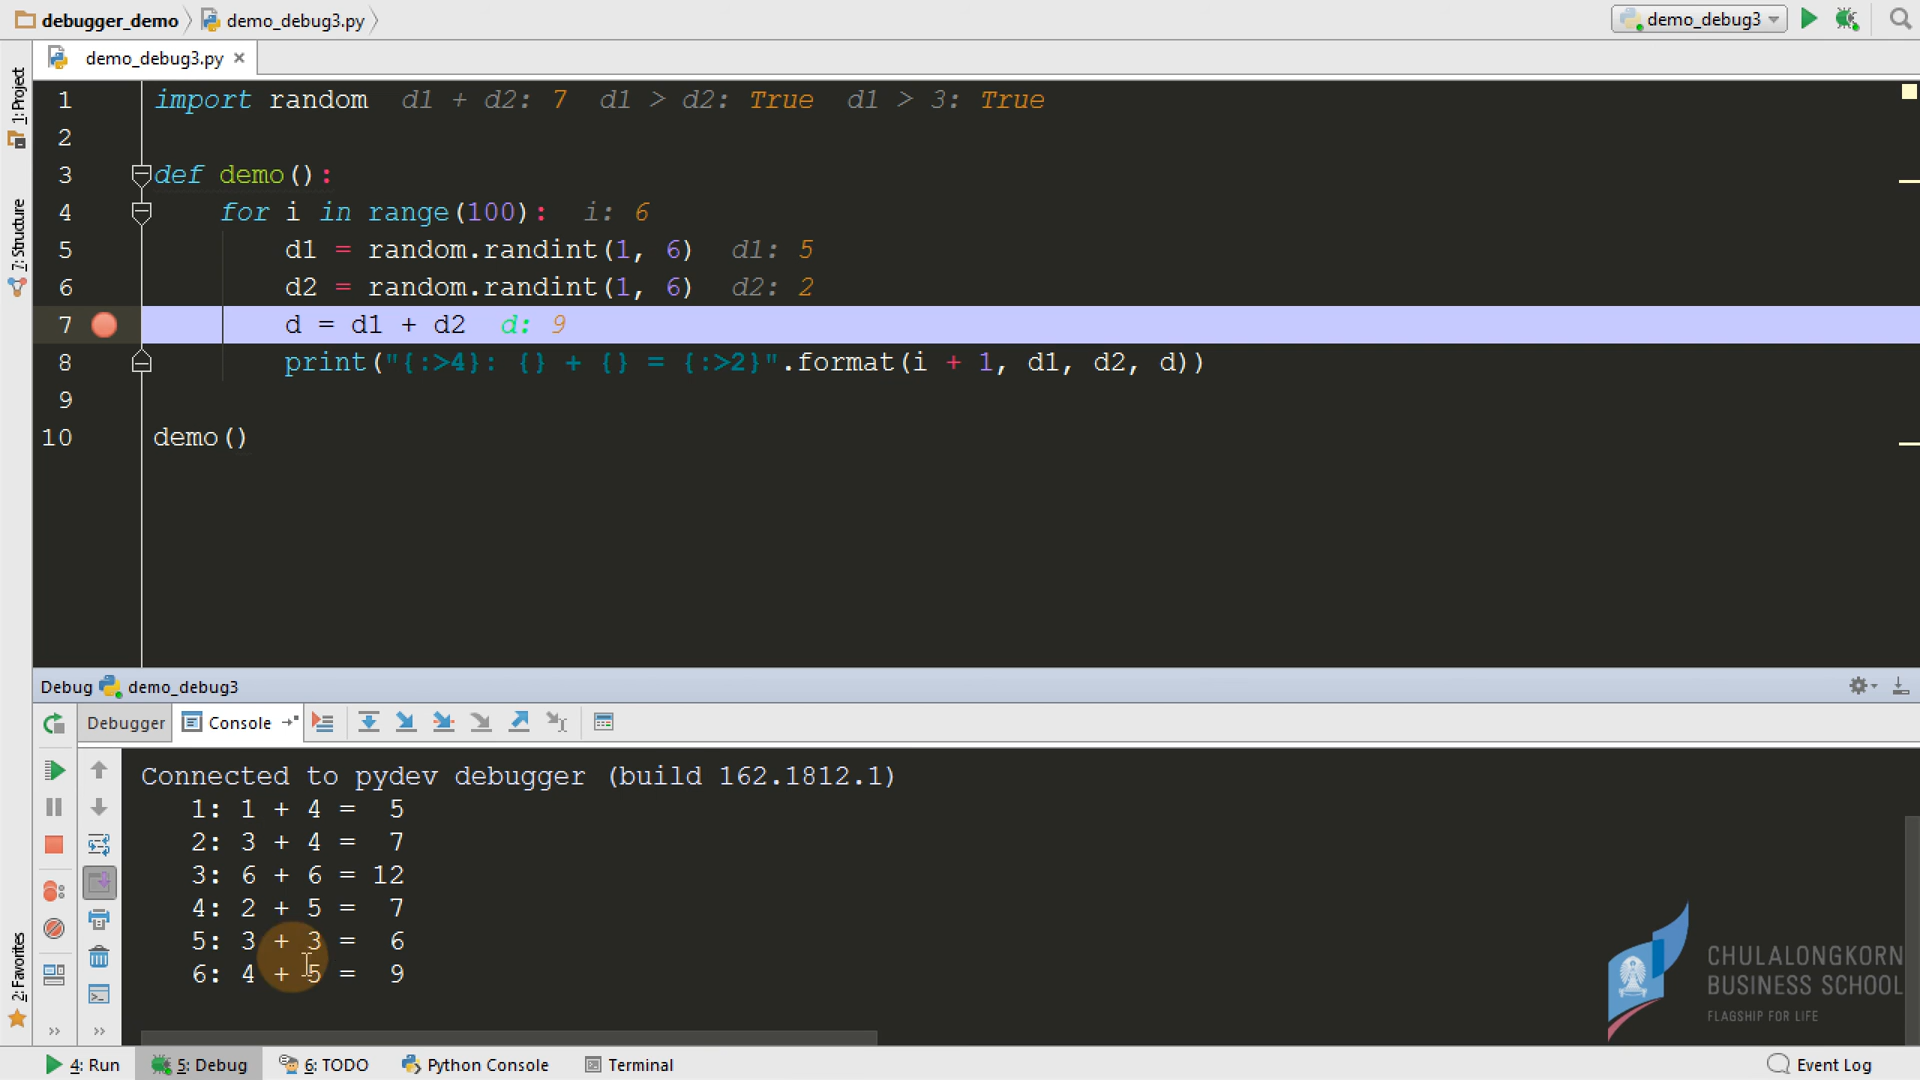 debugger_demo demo_debug3.py demo_debug3
demo_debug3.py
1 import random d1 + d2: 7 d1 > d2: True d1 > 3: True
2
3 def demo():
4 for i in range(100): i: 6
5 d1 = random.randint(1, 6) d1: 5
6 d2 = random.randint(1, 6) d2: 2
7 d = d1 + d2 d: 9
8 print("{:>4}: {} + {} = {:>2}".format(i + 1, d1, d2, d))
9
10 demo()
1: Project
7: Structure
2: Favorites
Debug demo_debug3
Debugger Console
Connected to pydev debugger (build 162.1812.1)
1: 1 + 4 = 5
2: 3 + 4 = 7
3: 6 + 6 = 12
4: 2 + 5 = 7
5: 3 + 3 = 6
6: 4 + 5 = 9
CHULALONGKORN
BUSINESS SCHOOL
FLAGSHIP FOR LIFE
4: Run 5: Debug 6: TODO Python Console Terminal Event Log